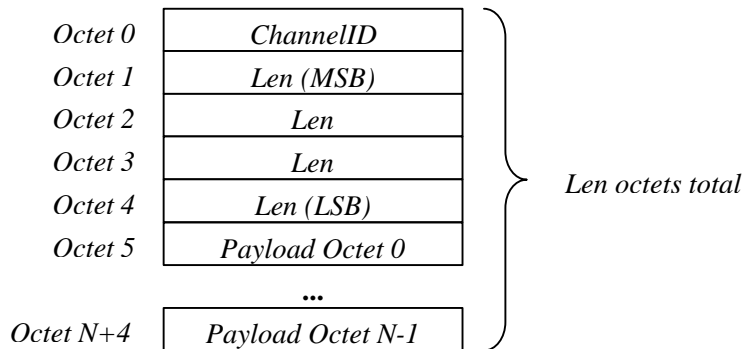 Octet 0 ChannelID
Octet 1 Len (MSB)
Octet 2 Len
Octet 3 Len
Octet 4 Len (LSB)
Len octets total
Octet 5 Payload Octet 0
...
Octet N+4 Payload Octet N-1